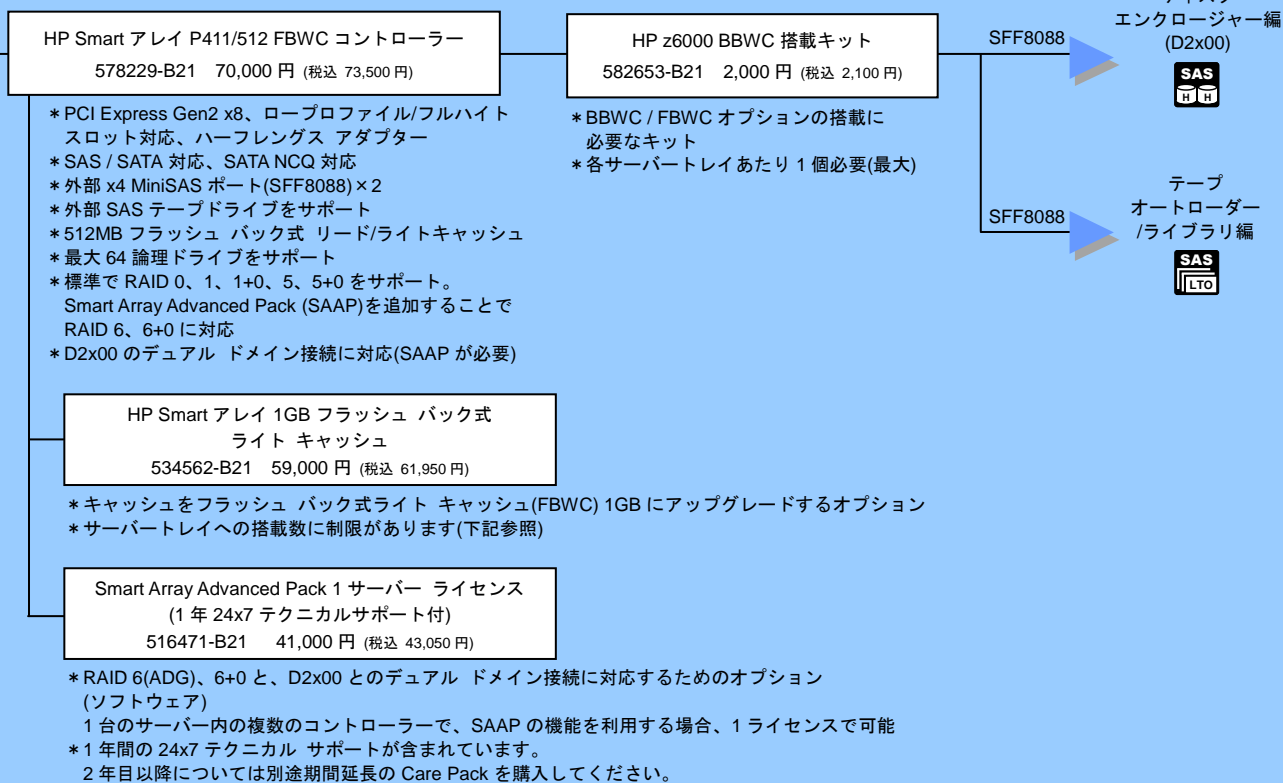 HP Smart アレイ P411/512 FBWC コントローラー
578229-B21 70,000 円 (税込 73,500 円)
HP z6000 BBWC 搭載キット
582653-B21 2,000 円 (税込 2,100 円)
SFF8088
エンクロージャー編
(D2x00)
SAS
H H
*PCI Express Gen2 x8、ロープロファイル/フルハイト
スロット対応、ハーフレングス アダプター
*SAS / SATA 対応、SATA NCQ 対応
*外部 x4 MiniSAS ポート(SFF8088)×2
*外部 SAS テープドライブをサポート
*512MB フラッシュ バック式 リード/ライトキャッシュ
*最大 64 論理ドライブをサポート
*標準で RAID 0、1、1+0、5、5+0 をサポート。
Smart Array Advanced Pack (SAAP)を追加することで
RAID 6、6+0 に対応
*D2x00 のデュアル ドメイン接続に対応(SAAP が必要)
*BBWC / FBWC オプションの搭載に
必要なキット
*各サーバートレイあたり 1 個必要(最大)
SFF8088
テープ
オートローダー
/ライブラリ編
SAS
LTO
HP Smart アレイ 1GB フラッシュ バック式
ライト キャッシュ
534562-B21 59,000 円 (税込 61,950 円)
*キャッシュをフラッシュ バック式ライト キャッシュ(FBWC) 1GB にアップグレードするオプション
*サーバートレイへの搭載数に制限があります(下記参照)
Smart Array Advanced Pack 1 サーバー ライセンス
(1 年 24x7 テクニカルサポート付)
516471-B21 41,000 円 (税込 43,050 円)
*RAID 6(ADG)、6+0 と、D2x00 とのデュアル ドメイン接続に対応するためのオプション
(ソフトウェア)
1 台のサーバー内の複数のコントローラーで、SAAP の機能を利用する場合、1 ライセンスで可能
*1 年間の 24x7 テクニカル サポートが含まれています。
2 年目以降については別途期間延長の Care Pack を購入してください。